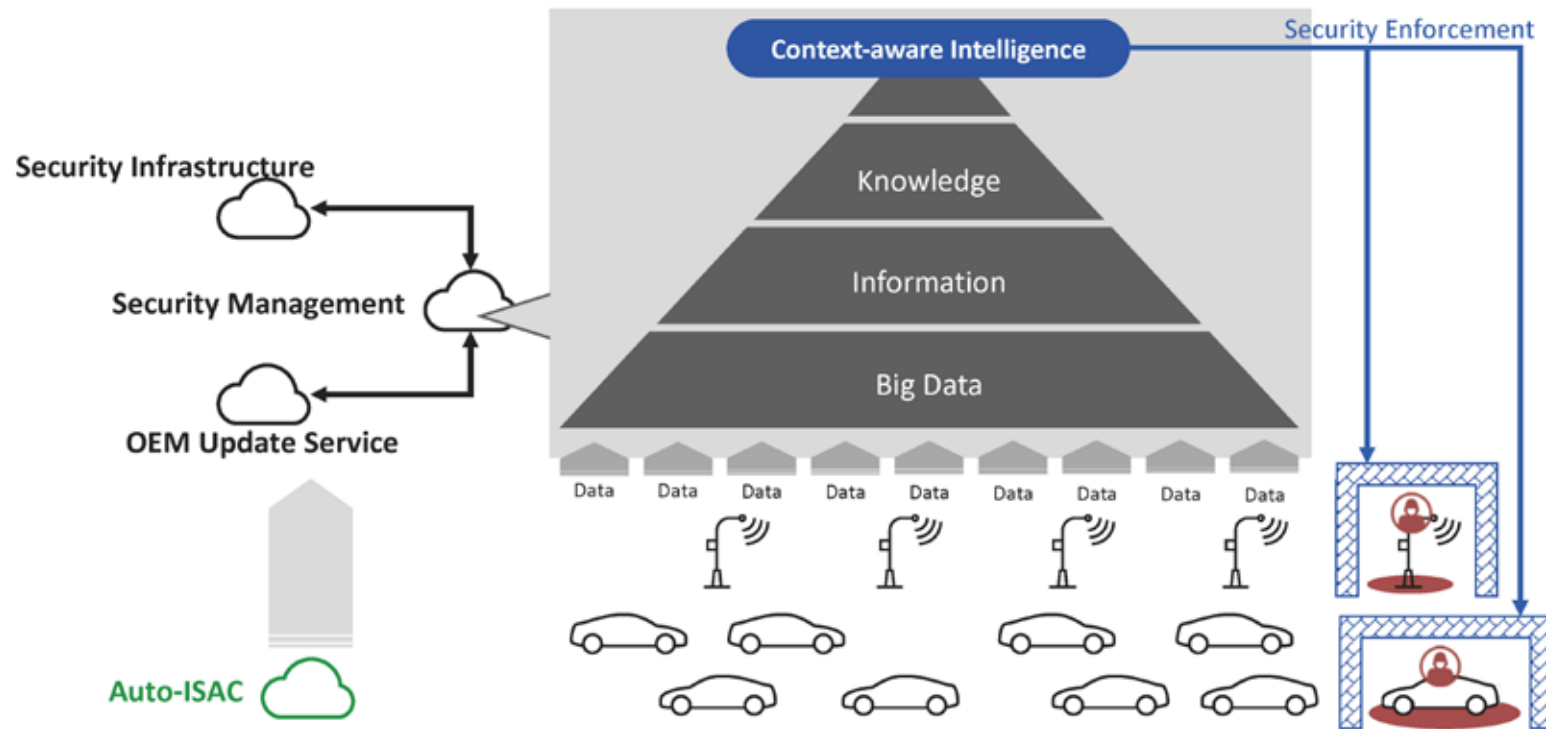 Context-aware Intelligence
Security Enforcement
Security Infrastructure
Knowledge
Security Management
Information
Big Data
OEM Update Service
Data
Data
Data
Data
Data
Data
Data
Data
Data
Auto-ISAC